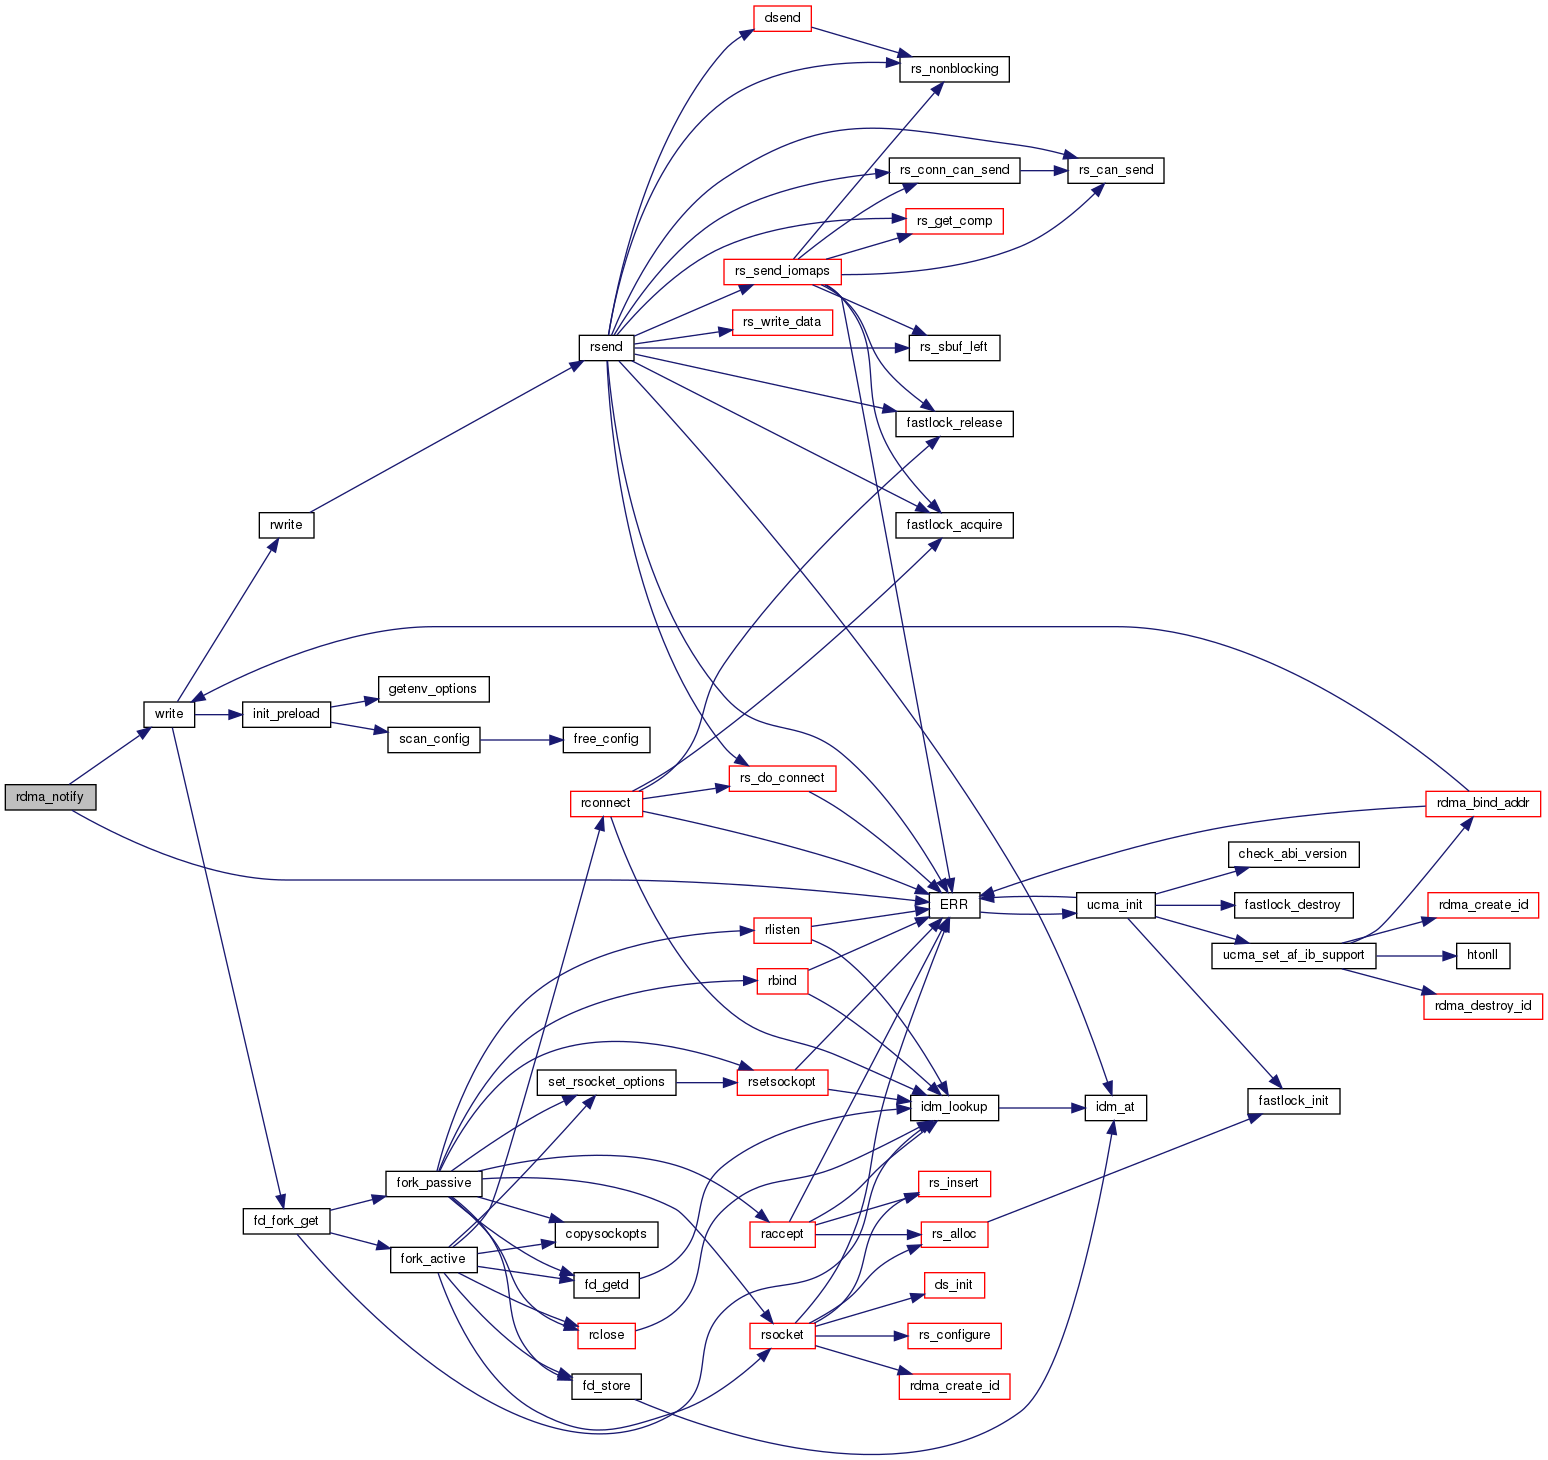 dsend
rs_nonblocking
rs_conn_can_send
rs_can_send
rs_get_comp
rs_send_iomaps
rs_write_data
rsend
rs_sbuf_left
fastlock_release
rwrite
fastlock_acquire
getenv_options
write
init_preload
scan_config
free_config
rdma_notify
rs_do_connect
rconnect
rdma_bind_addr
check_abi_version
ERR
ucma_init
fastlock_destroy
rdma_create_id
rlisten
ucma_set_af_ib_support
htonll
rbind
rdma_destroy_id
set_rsocket_options
rsetsockopt
idm_lookup
idm_at
fastlock_init
fork_passive
rs_insert
fd_fork_get
copysockopts
raccept
rs_alloc
fork_active
fd_getd
ds_init
rclose
rsocket
rs_configure
fd_store
rdma_create_id